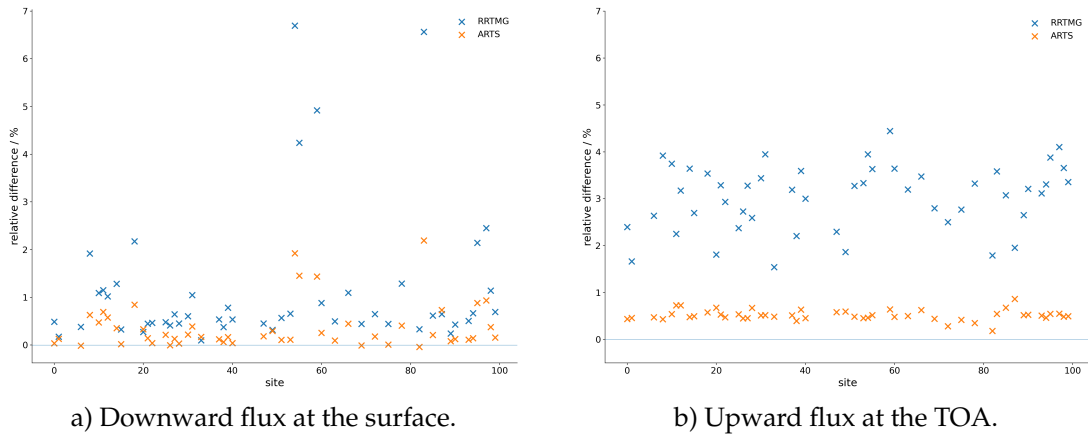 7
6
5
4
3
2
1
0
relative difference / %
0 20 40 60 80 100
site
RRTMG
ARTS
a) Downward flux at the surface.
7
6
5
4
3
2
1
0
relative difference / %
0 20 40 60 80 100
site
RRTMG
ARTS
b) Upward flux at the TOA.